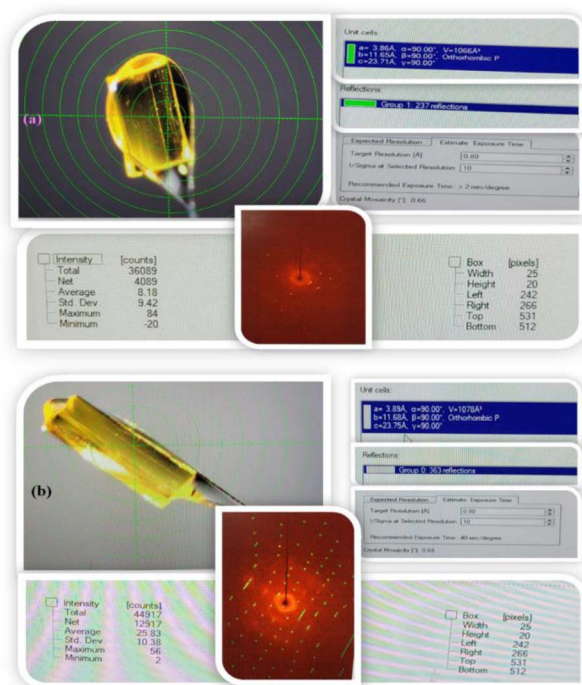 (a)
Unit cells:
a= 3.86Å, α=90.00°, V=1066Å³
b=11.65Å, β=90.00°, Orthorhombic P
c=23.71Å, γ=90.00°
Reflections:
Group 1: 237 reflections
Expected Resolution Estimate Exposure Time
Target Resolution [Å] 0.80
I/Sigma at Selected Resolution 10
Recommended Exposure Time: > 2 min/degree
Crystal Mosaicity [°]: 0.66
Intensity [counts]
Total 36089
Net 4089
Average 8.18
Std. Dev. 9.42
Maximum 84
Minimum -20
Box [pixels]
Width 25
Height 20
Left 242
Right 266
Top 531
Bottom 512
(b)
Unit cells:
a= 3.89Å, α=90.00°, V=1078Å³
b=11.68Å, β=90.00°, Orthorhombic P
c=23.75Å, γ=90.00°
Reflections:
Group 0: 363 reflections
Expected Resolution Estimate Exposure Time
Target Resolution [Å] 0.80
I/Sigma at Selected Resolution 10
Recommended Exposure Time: 40 sec/degree
Crystal Mosaicity [°]: 0.68
Intensity [counts]
Total 44917
Net 12917
Average 25.83
Std. Dev. 10.38
Maximum 56
Minimum 2
Box [pixels]
Width 25
Height 20
Left 242
Right 266
Top 531
Bottom 512